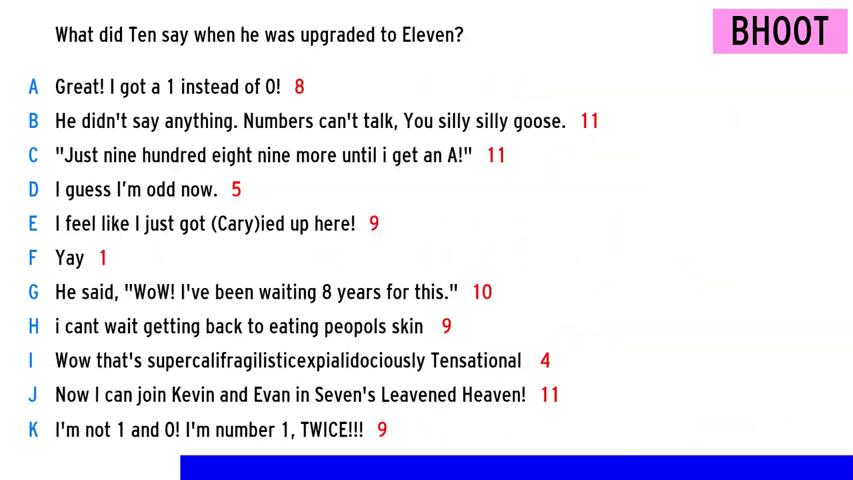 What did Ten say when he was upgraded to Eleven?
BHOOT
A Great! I got a 1 instead of 0! 8
B He didn't say anything. Numbers can't talk, You silly silly goose. 11
C "Just nine hundred eight nine more until i get an A!" 11
D I guess I'm odd now. 5
E I feel like I just got (Cary)ied up here! 9
F Yay 1
G He said, "WoW! I've been waiting 8 years for this." 10
H i cant wait getting back to eating peopols skin 9
I Wow that's supercalifragilisticexpialidociously Tensational 4
J Now I can join Kevin and Evan in Seven's Leavened Heaven! 11
K I'm not 1 and 0! I'm number 1, TWICE!!! 9